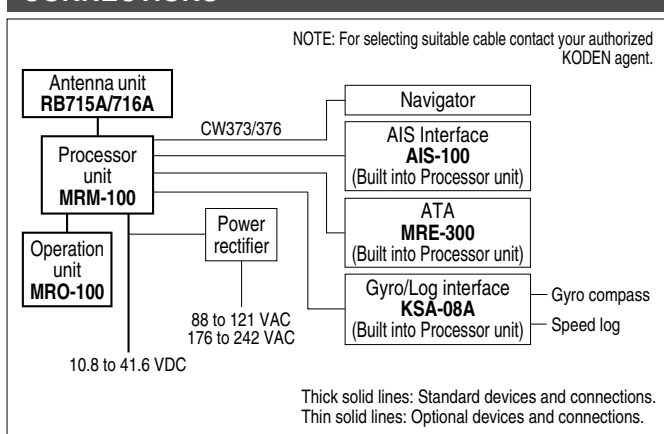 NOTE: For selecting suitable cable contact your authorized
KODEN agent.
Antenna unit
RB715A/716A
CW373/376
Processor
unit
MRM-100
Operation
unit
MRO-100
Power
rectifier
88 to 121 VAC
176 to 242 VAC
10.8 to 41.6 VDC
Navigator
AIS Interface
AIS-100
(Built into Processor unit)
ATA
MRE-300
(Built into Processor unit)
Gyro/Log interface
KSA-08A
(Built into Processor unit)
Gyro compass
Speed log
Thick solid lines: Standard devices and connections.
Thin solid lines: Optional devices and connections.